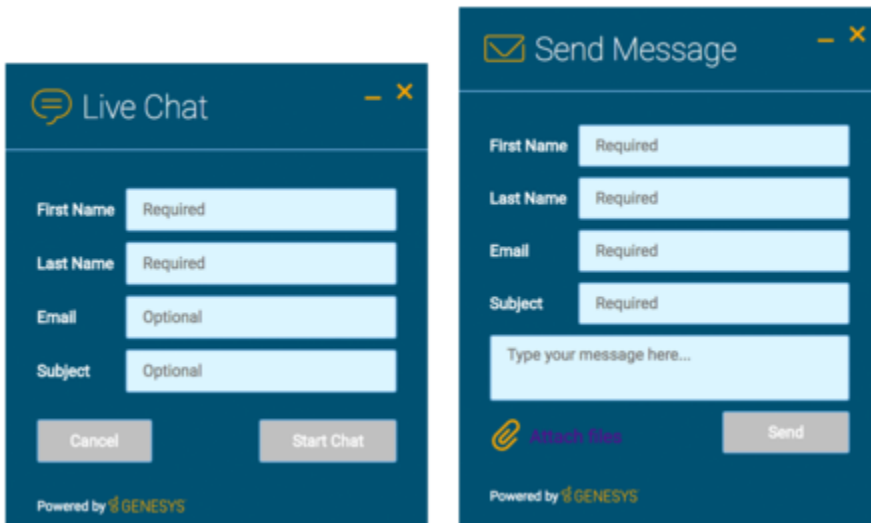 Live Chat
First Name Required
Last Name Required
Email Optional
Subject Optional
Cancel Start Chat
Powered by GENESYS
Send Message
First Name Required
Last Name Required
Email Required
Subject Required
Type your message here...
Attach files Send
Powered by GENESYS